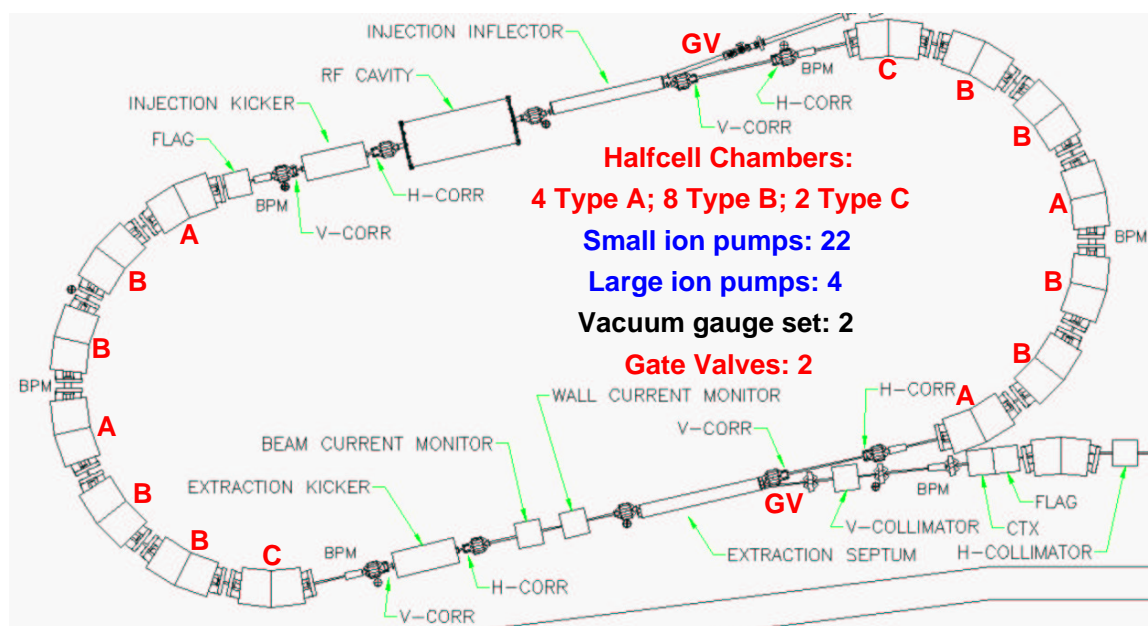 INJECTION INFLECTOR
GV
RF CAVITY
BPM
C
B
INJECTION KICKER
H-CORR
FLAG
V-CORR
B
Halfcell Chambers:
4 Type A; 8 Type B; 2 Type C
H-CORR
BPM
A
A
V-CORR
Small ion pumps: 22
BPM
B
Large ion pumps: 4
B
Vacuum gauge set: 2
B
B
Gate Valves: 2
BPM
H-CORR
WALL CURRENT MONITOR
A
A
V-CORR
BEAM CURRENT MONITOR
EXTRACTION KICKER
B
BPM
GV
FLAG
V-COLLIMATOR
CTX
B
C
BPM
EXTRACTION SEPTUM
H-COLLIMATOR
H-CORR
V-CORR